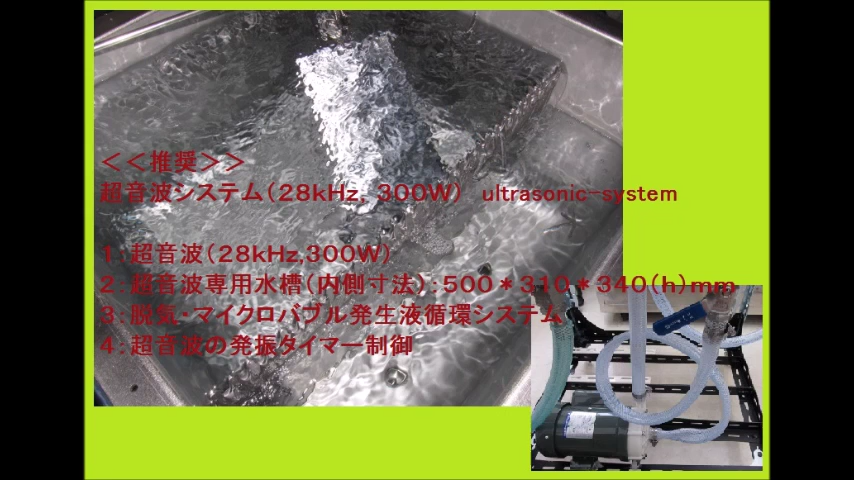 ＜＜推奨＞＞
超音波システム（２８ｋＨｚ，３００Ｗ） ultrasonic-system
１：超音波（２８ｋＨｚ,３００Ｗ）
２：超音波専用水槽（内側寸法）：５００＊３１０＊３４０（ｈ）ｍｍ
３：脱気・マイクロバブル発生液循環システム
４：超音波の発振タイマー制御